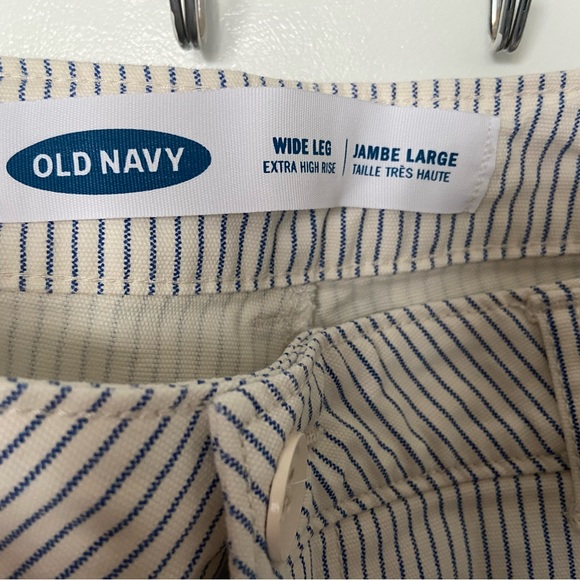 OLD NAVY
WIDE LEG
EXTRA HIGH RISE
JAMBE LARGE
TAILLE TRÈS HAUTE